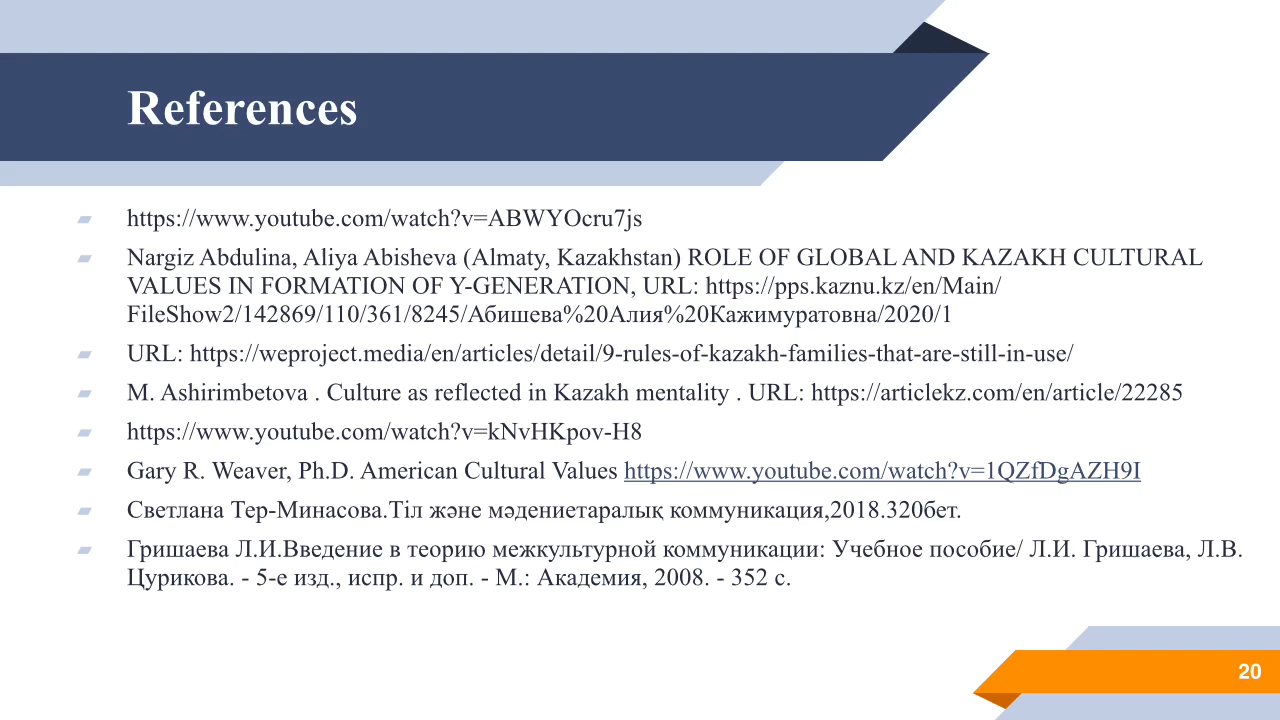 References
https://www.youtube.com/watch?v=ABWYOcru7js
Nargiz Abdulina, Aliya Abisheva (Almaty, Kazakhstan) ROLE OF GLOBAL AND KAZAKH CULTURAL
VALUES IN FORMATION OF Y-GENERATION, URL: https://pps.kaznu.kz/en/Main/
FileShow2/142869/110/361/8245/Абишева%20Алия%20Кажимуратовна/2020/1
URL: https://weproject.media/en/articles/detail/9-rules-of-kazakh-families-that-are-still-in-use/
M. Ashirimbetova . Culture as reflected in Kazakh mentality . URL: https://articlekz.com/en/article/22285
https://www.youtube.com/watch?v=kNvHKpov-H8
Gary R. Weaver, Ph.D. American Cultural Values https://www.youtube.com/watch?v=1QZfDgAZH9I
Светлана Тер-Минасова.Тіл және мәдениетаралық коммуникация,2018.320бет.
Гришаева Л.И.Введение в теорию межкультурной коммуникации: Учебное пособие/ Л.И. Гришаева, Л.В.
Цурикова. - 5-е изд., испр. и доп. - М.: Академия, 2008. - 352 с.
20